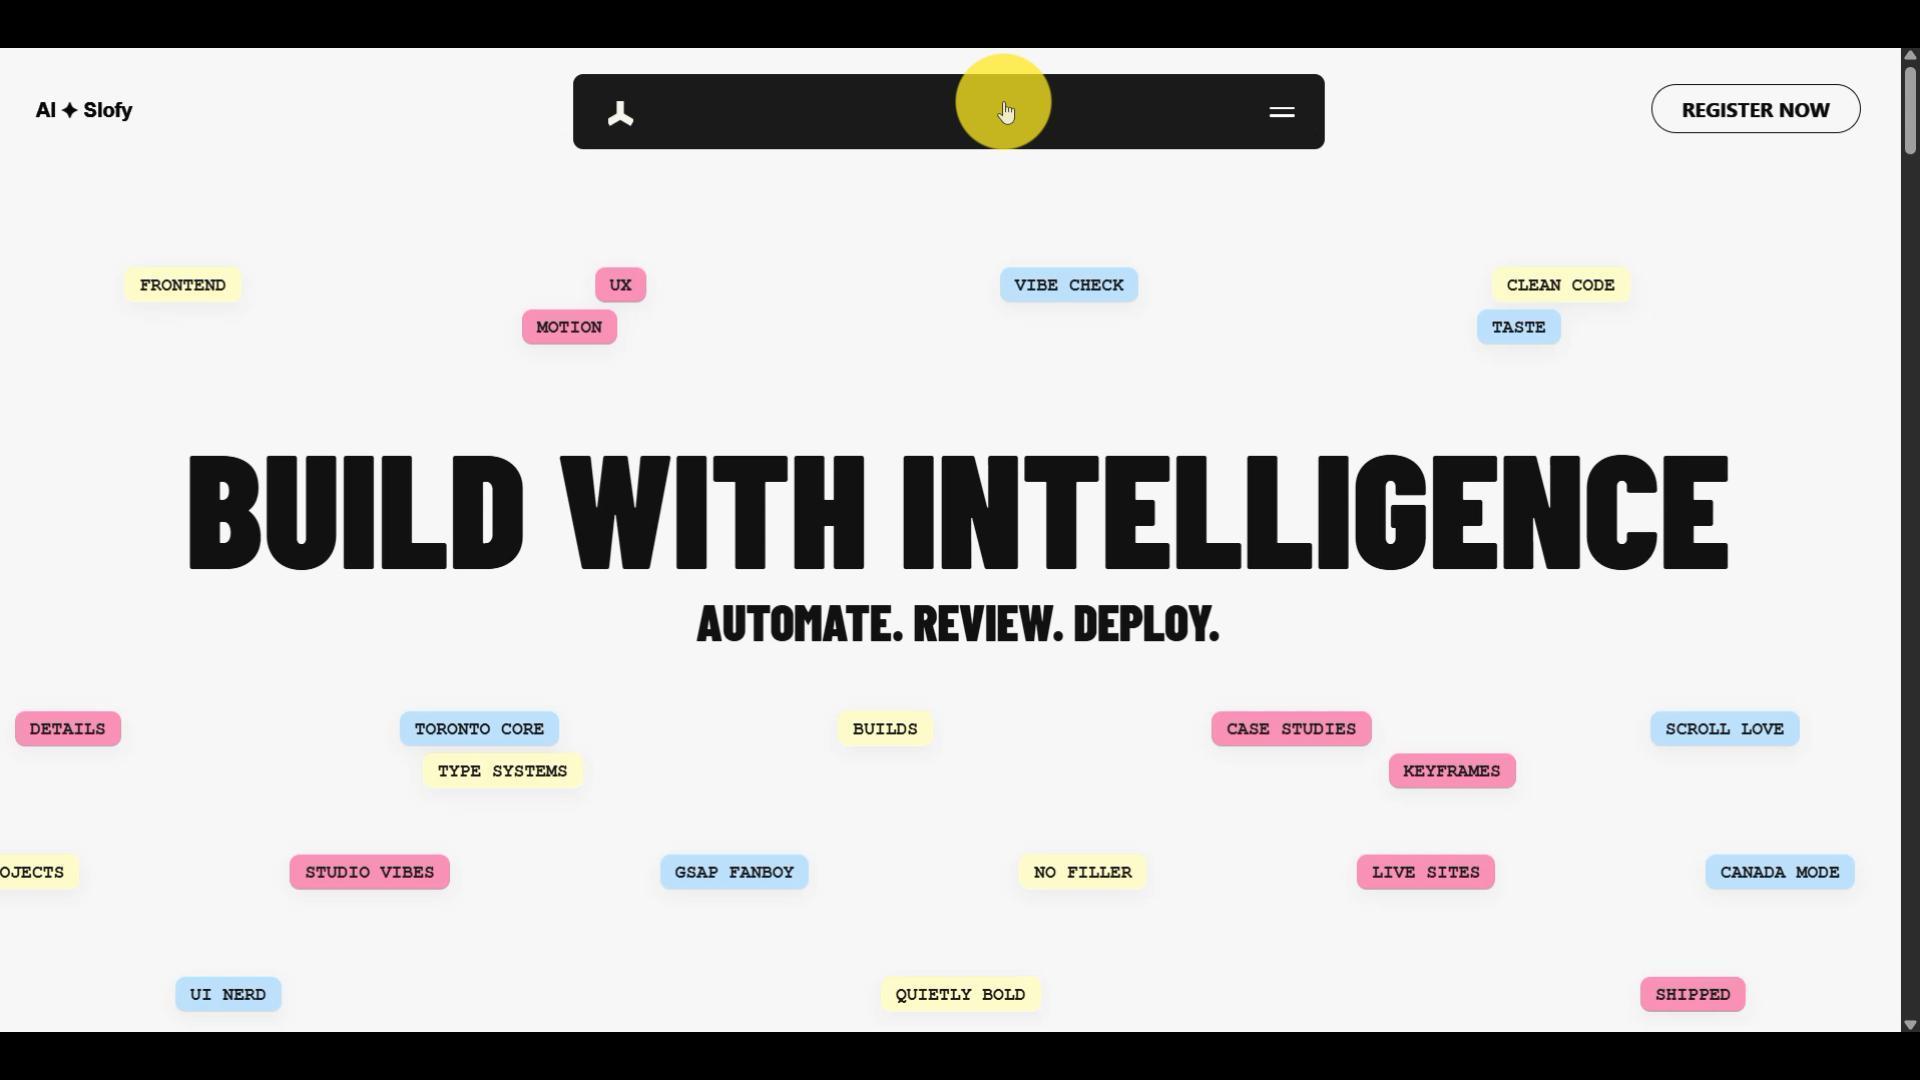 AI ✦ Slofy
REGISTER NOW
FRONTEND
UX
VIBE CHECK
CLEAN CODE
MOTION
TASTE
BUILD WITH INTELLIGENCE
AUTOMATE. REVIEW. DEPLOY.
DETAILS
TORONTO CORE
BUILDS
CASE STUDIES
SCROLL LOVE
TYPE SYSTEMS
KEYFRAMES
OJECTS
STUDIO VIBES
GSAP FANBOY
NO FILLER
LIVE SITES
CANADA MODE
UI NERD
QUIETLY BOLD
SHIPPED